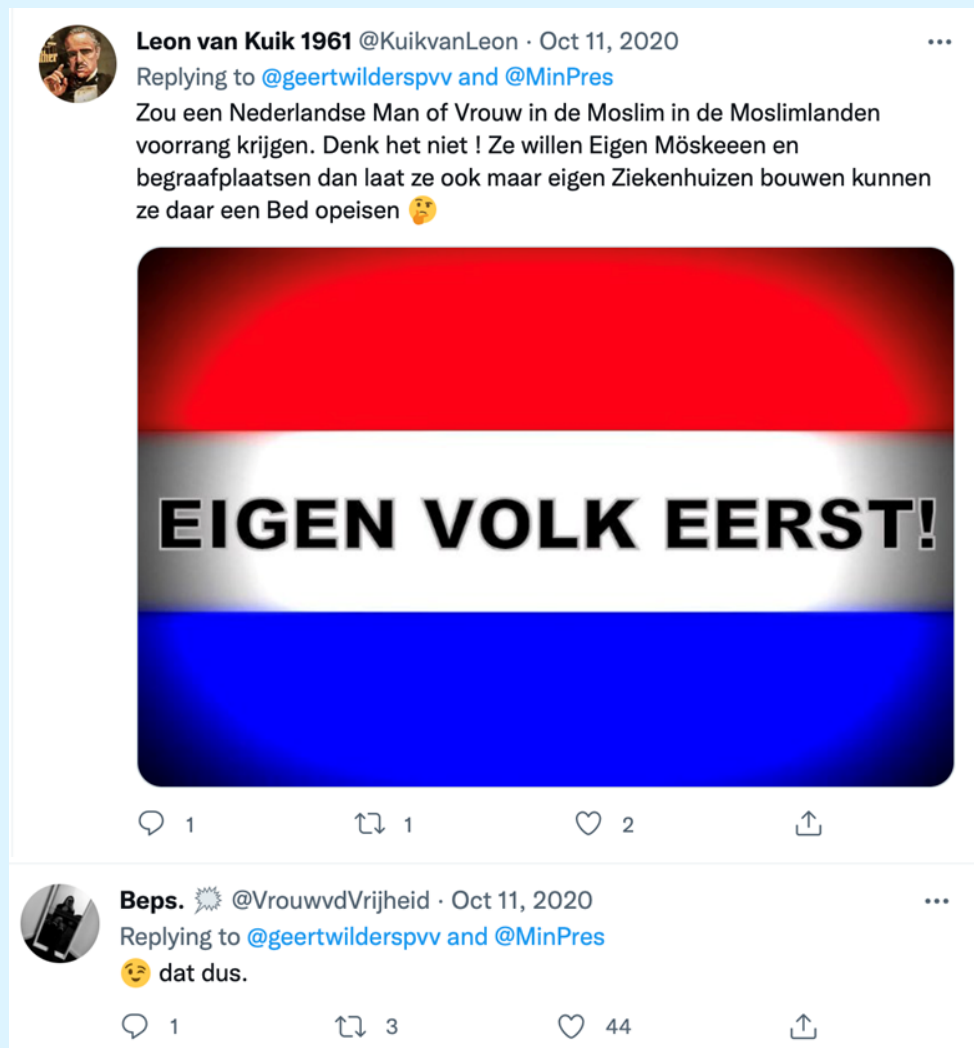 Leon van Kuik 1961 @KuikvanLeon · Oct 11, 2020
Replying to @geertwilderspvv and @MinPres
Zou een Nederlandse Man of Vrouw in de Moslim in de Moslimlanden
voorrang krijgen. Denk het niet ! Ze willen Eigen Möskeeen en
begraafplaatsen dan laat ze ook maar eigen Ziekenhuizen bouwen kunnen
ze daar een Bed opeisen 🤔
EIGEN VOLK EERST!
1 1 2
Beps. 🗯 @VrouwvdVrijheid · Oct 11, 2020
Replying to @geertwilderspvv and @MinPres
😉 dat dus.
1 3 44